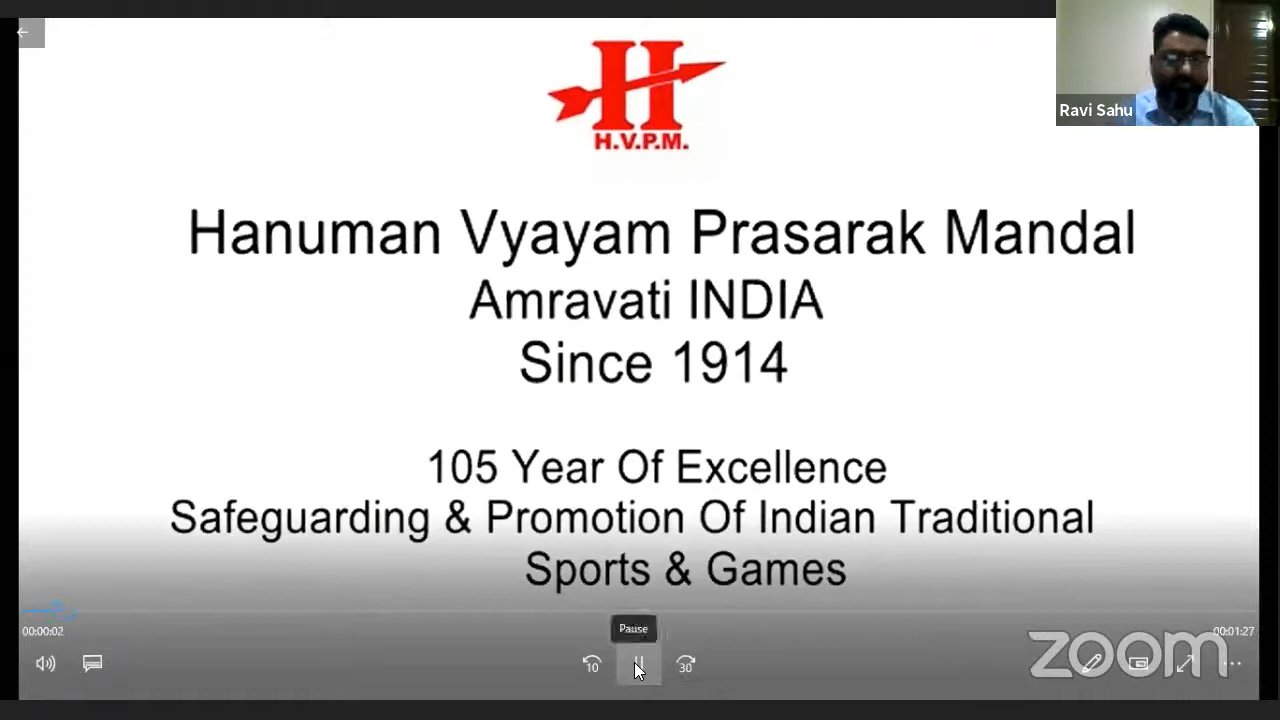 H
H.V.P.M.
Ravi Sahu
Hanuman Vyayam Prasarak Mandal
Amravati INDIA
Since 1914
105 Year Of Excellence
Safeguarding & Promotion Of Indian Traditional
Sports & Games
Pause
00:00:02
00:01:27
10
30
zoom